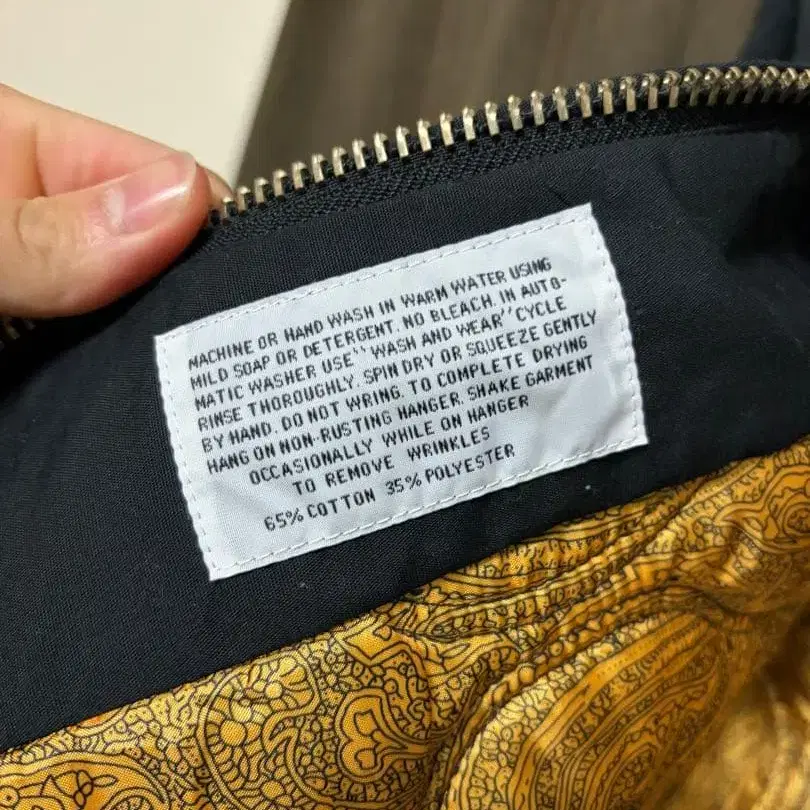 MACHINE OR HAND WASH IN WARM WATER USING
MILD SOAP OR DETERGENT. NO BLEACH. IN AUTO-
MATIC WASHER USE" WASH AND WEAR" CYCLE
RINSE THOROUGHLY. SPIN DRY OR SQUEEZE GENTLY
BY HAND. DO NOT WRING. TO COMPLETE DRYING
HANG ON NON-RUSTING HANGER. SHAKE GARMENT
OCCASIONALLY WHILE ON HANGER
TO REMOVE WRINKLES
65% COTTON 35% POLYESTER